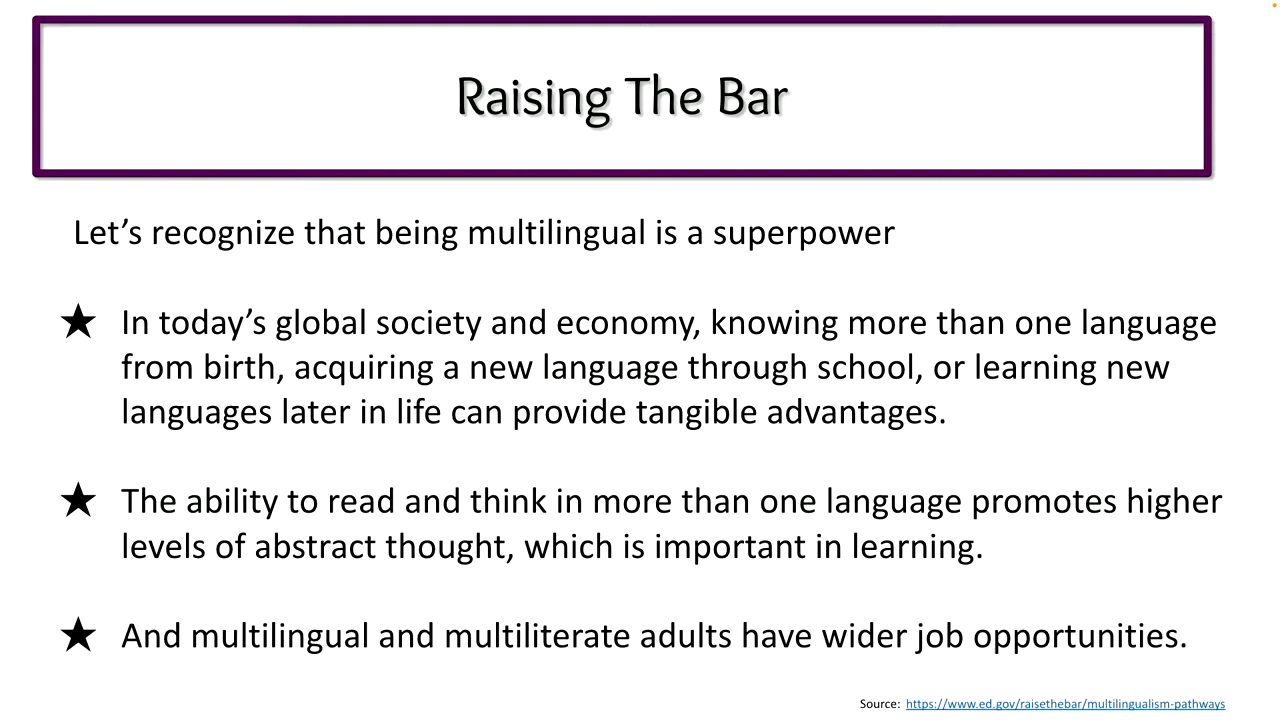 Raising The Bar
Let’s recognize that being multilingual is a superpower
★ In today’s global society and economy, knowing more than one language
from birth, acquiring a new language through school, or learning new
languages later in life can provide tangible advantages.
★ The ability to read and think in more than one language promotes higher
levels of abstract thought, which is important in learning.
★ And multilingual and multiliterate adults have wider job opportunities.
Source: https://www.ed.gov/raisethebar/multilingualism-pathways